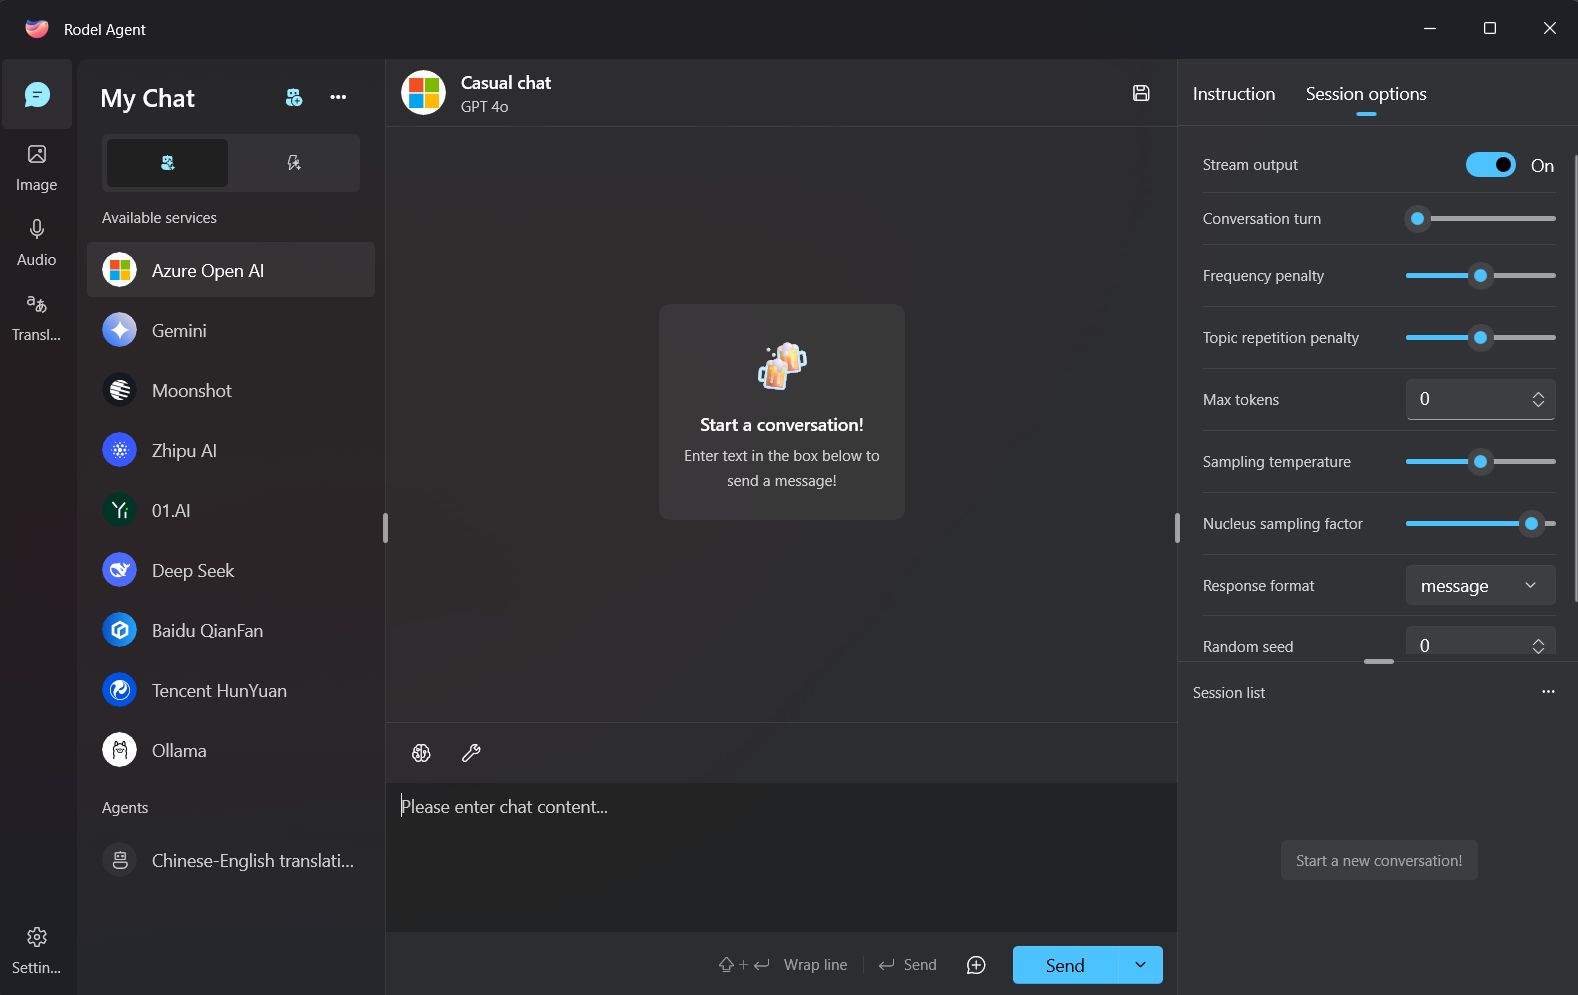 Rodel Agent
Image
Audio
Transl...
Settin...
My Chat
Available services
Azure Open AI
Gemini
Moonshot
Zhipu AI
01.AI
Deep Seek
Baidu QianFan
Tencent HunYuan
Ollama
Agents
Chinese-English translati...
Casual chat
GPT 4o
Start a conversation!
Enter text in the box below to
send a message!
Please enter chat content...
+ Wrap line
Send
Send
Instruction Session options
Stream output On
Conversation turn
Frequency penalty
Topic repetition penalty
Max tokens 0
Sampling temperature
Nucleus sampling factor
Response format message
Random seed 0
Session list
Start a new conversation!